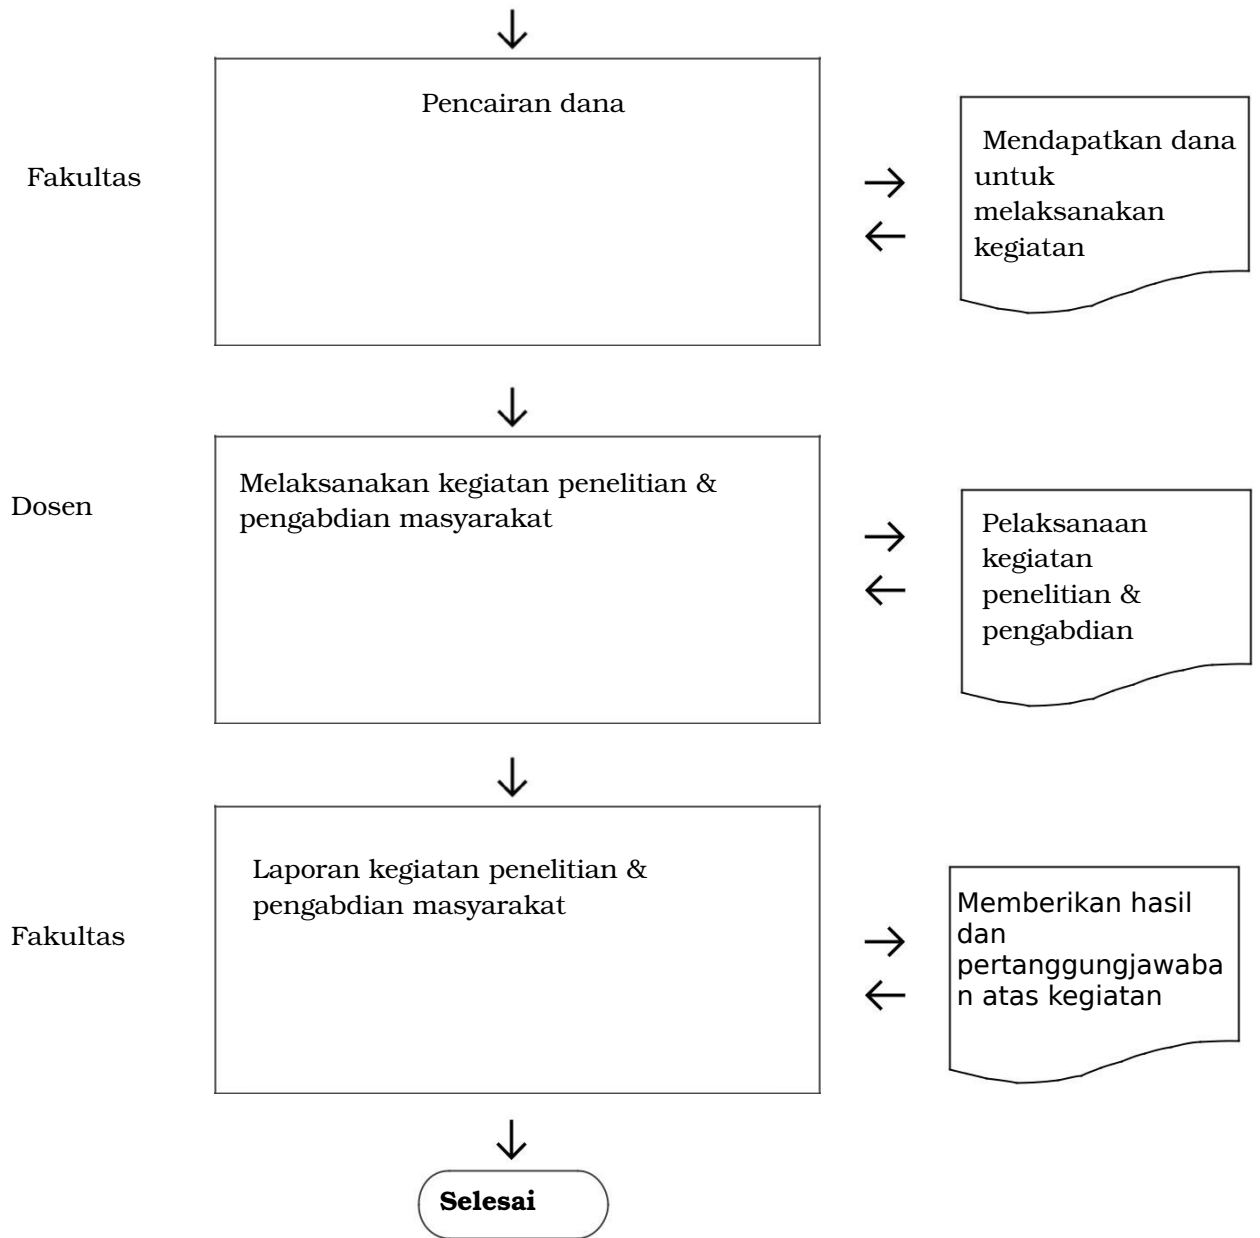 Pencairan dana
Fakultas
Mendapatkan dana
untuk
melaksanakan
kegiatan
Melaksanakan kegiatan penelitian &
pengabdian masyarakat
Dosen
Pelaksanaan
kegiatan
penelitian &
pengabdian
Laporan kegiatan penelitian &
pengabdian masyarakat
Fakultas
Memberikan hasil
dan
pertanggungjawaba
n atas kegiatan
Selesai